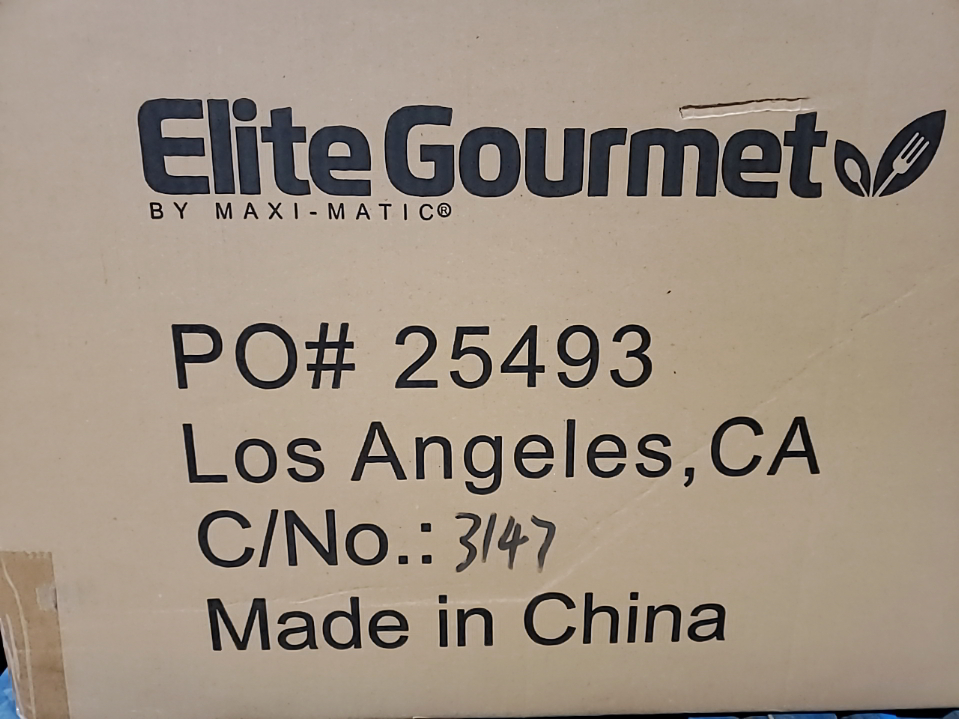 Elite Gourmet
BY MAXI-MATIC®
PO# 25493
Los Angeles,CA
C/No.: 3147
Made in China